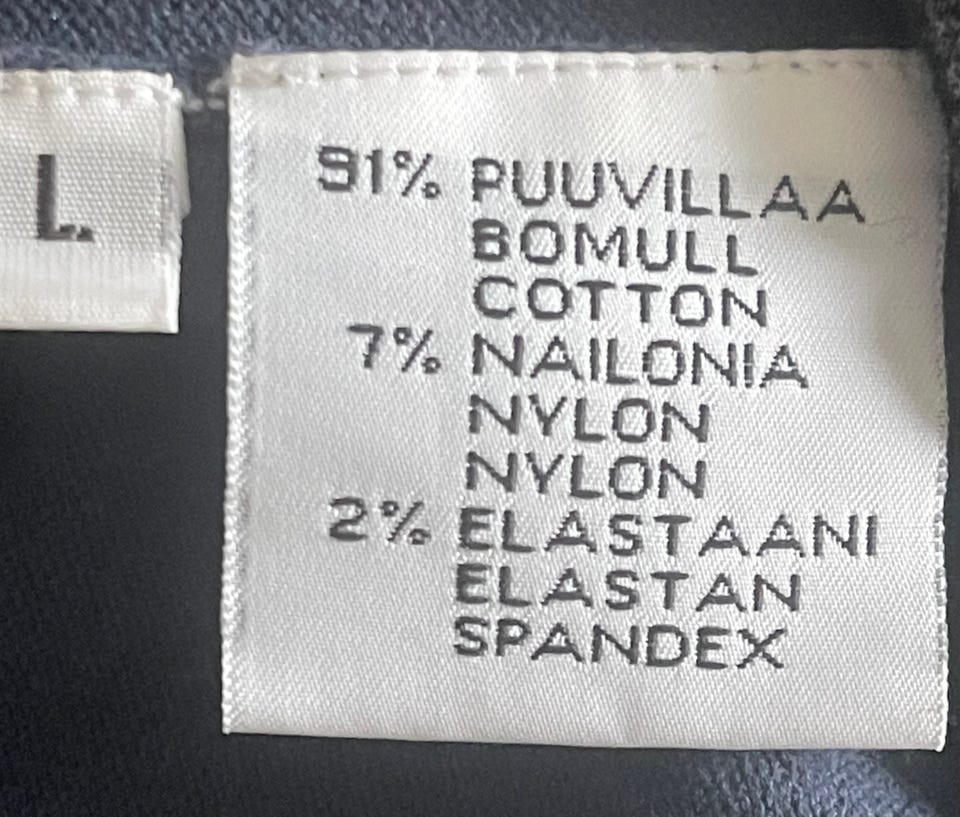 L
91% PUUVILLAA
BOMULL
COTTON
7% NAILONIA
NYLON
NYLON
2% ELASTAANI
ELASTAN
SPANDEX